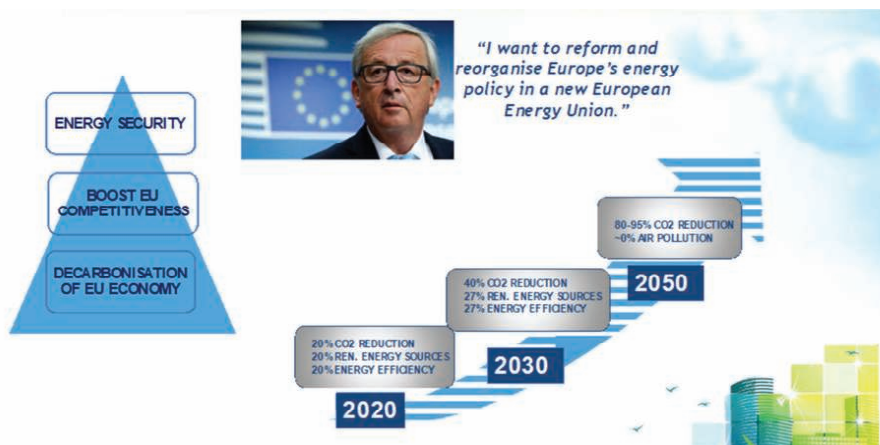 “I want to reform and
reorganise Europe’s energy
policy in a new European
Energy Union.”
ENERGY SECURITY
BOOST EU
COMPETITIVENESS
DECARBONISATION
OF EU ECONOMY
80-95% CO2 REDUCTION
~0% AIR POLLUTION
2050
40% CO2 REDUCTION
27% REN. ENERGY SOURCES
27% ENERGY EFFICIENCY
2030
20% CO2 REDUCTION
20% REN. ENERGY SOURCES
20% ENERGY EFFICIENCY
2020